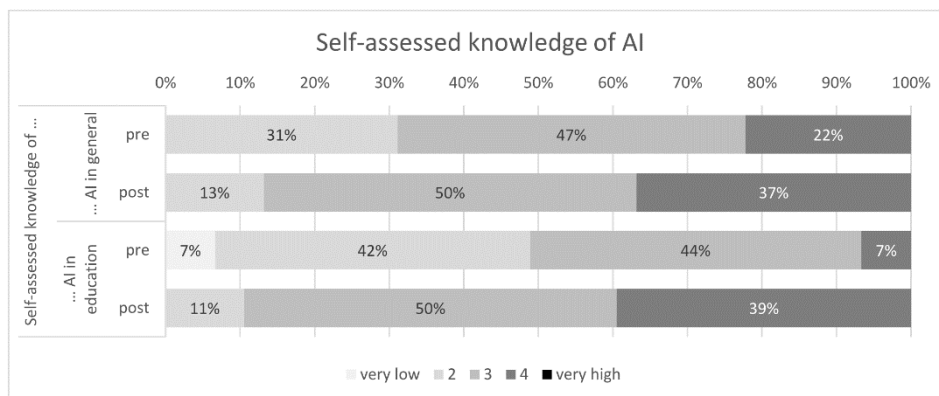 Self-assessed knowledge of AI
0% 10% 20% 30% 40% 50% 60% 70% 80% 90% 100%
Self-assessed knowledge of ...
... AI in general
pre 31% 47% 22%
post 13% 50% 37%
... AI in
education
pre 7% 42% 44% 7%
post 11% 50% 39%
very low 2 3 4 very high